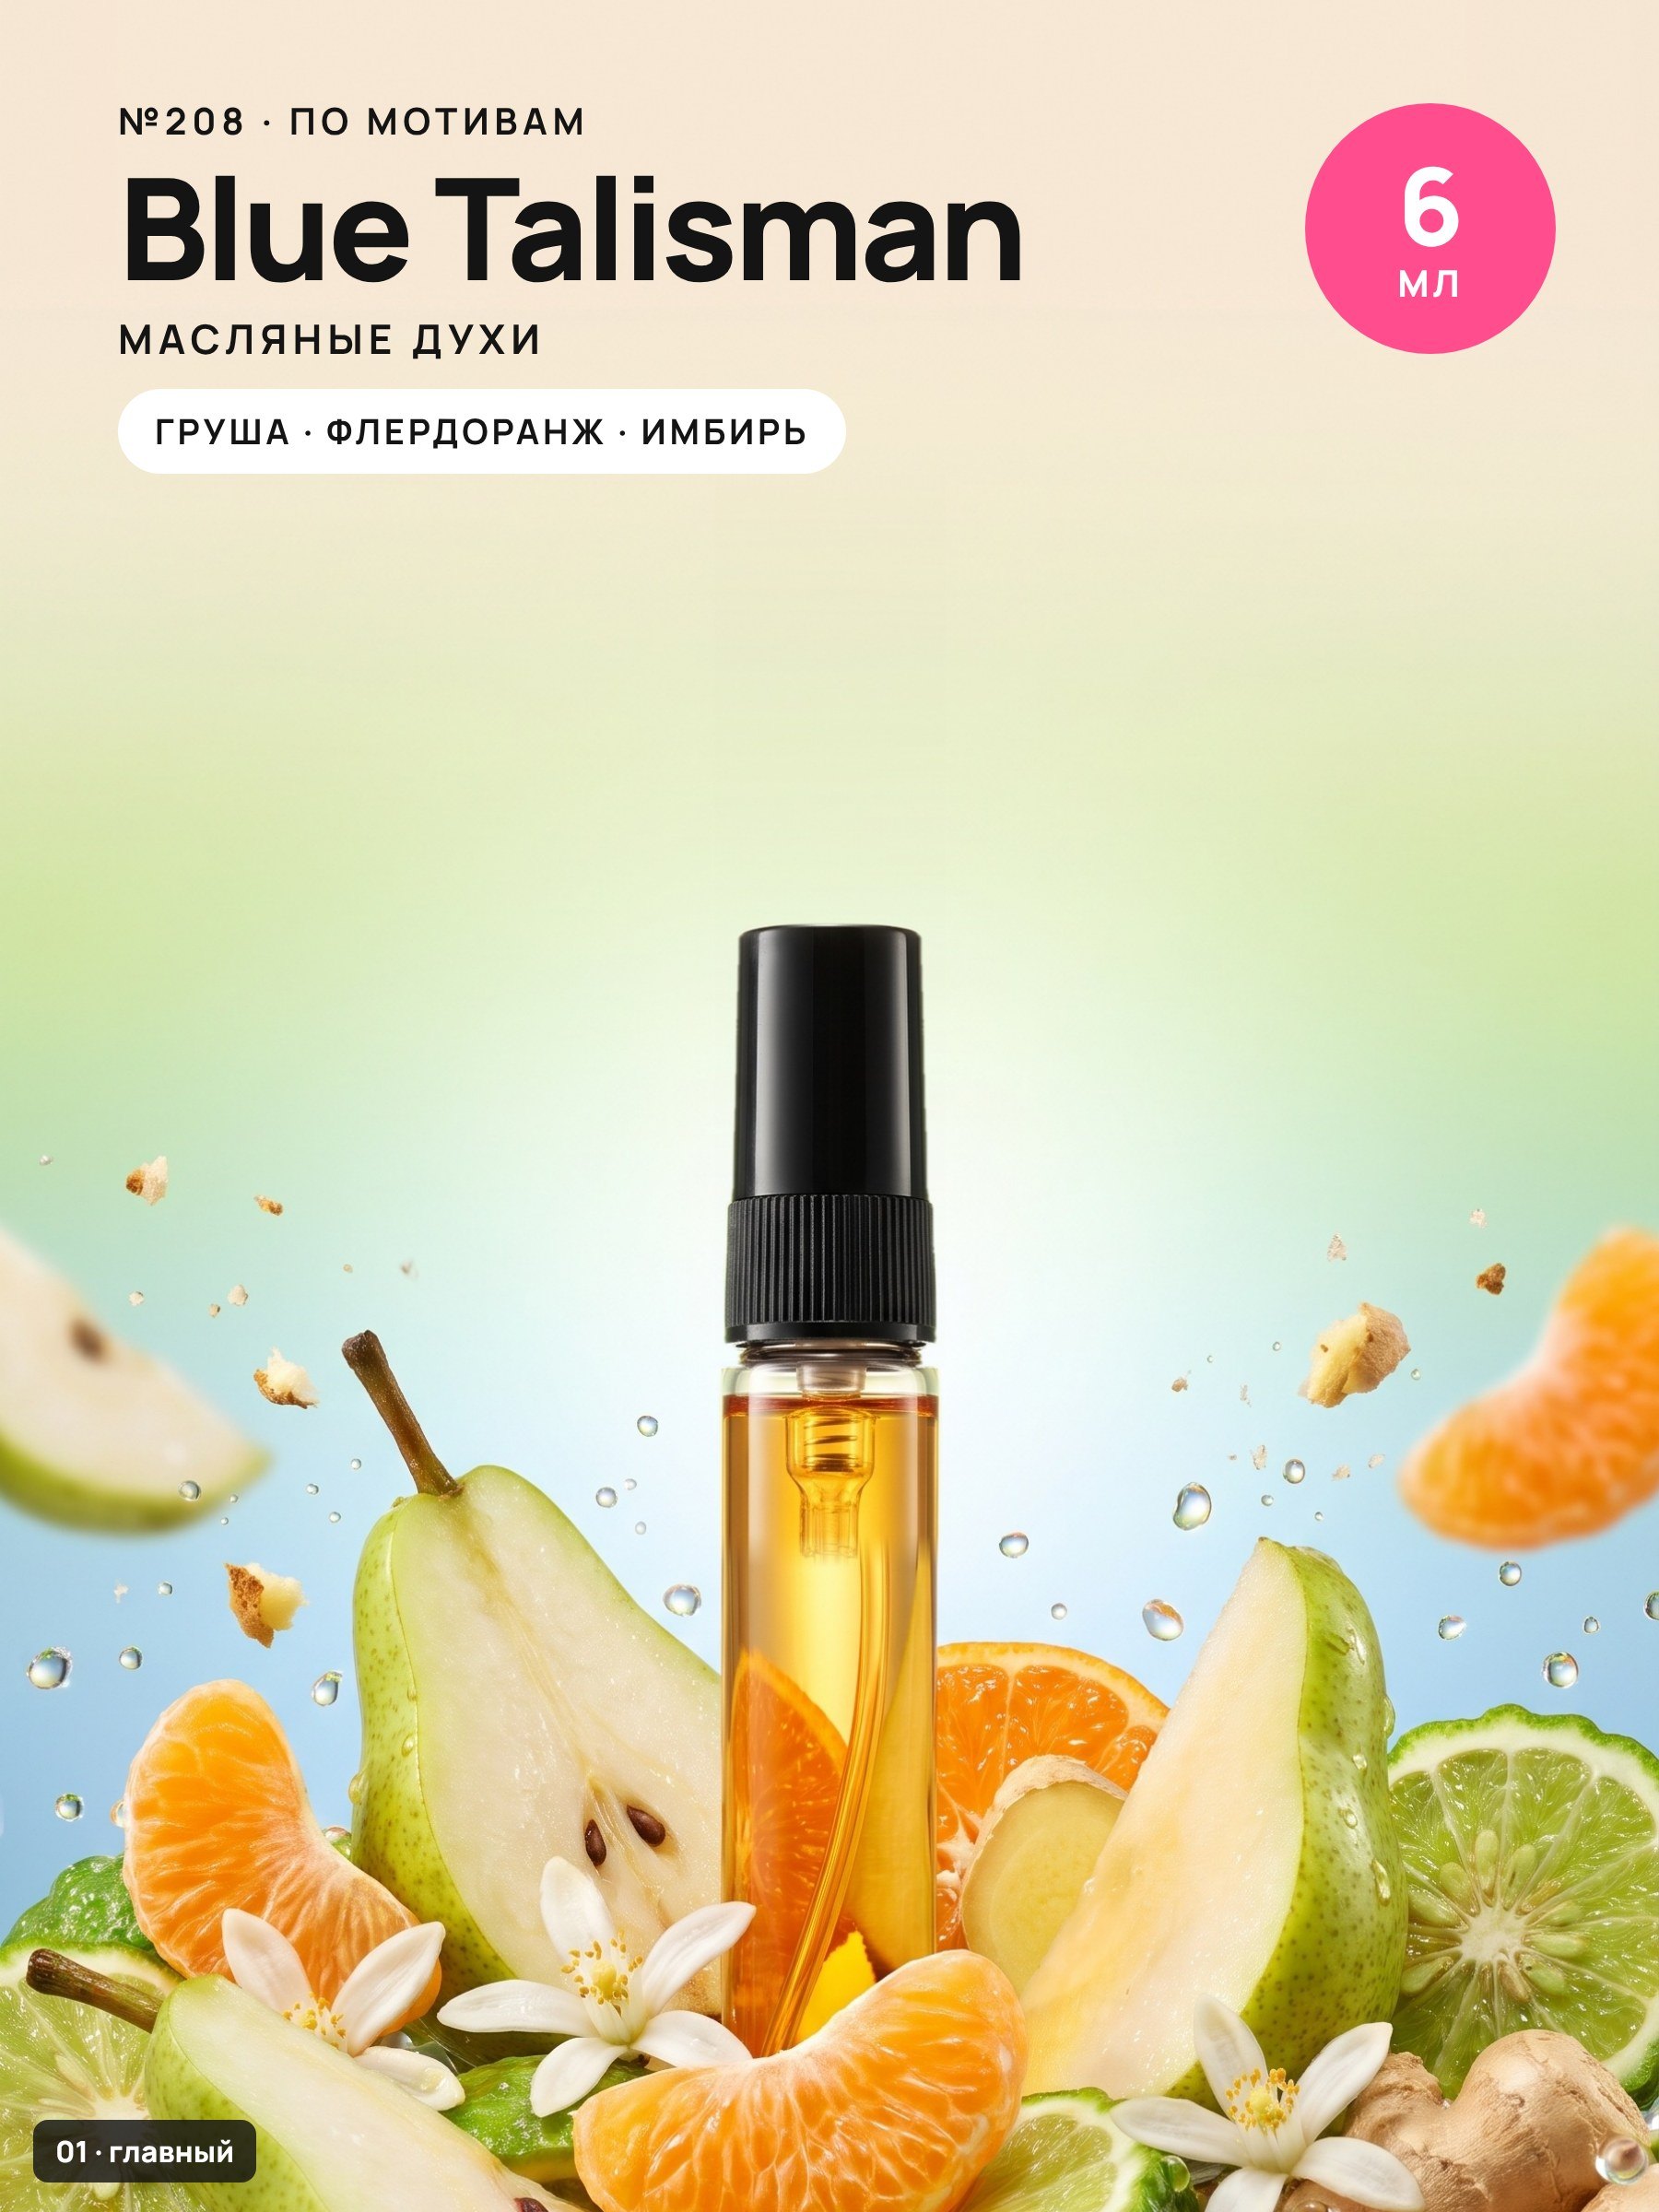 №208 · ПО МОТИВАМ
Blue Talisman
МАСЛЯНЫЕ ДУХИ
ГРУША · ФЛЕРДОРАНЖ · ИМБИРЬ
6
МЛ
01 · главный